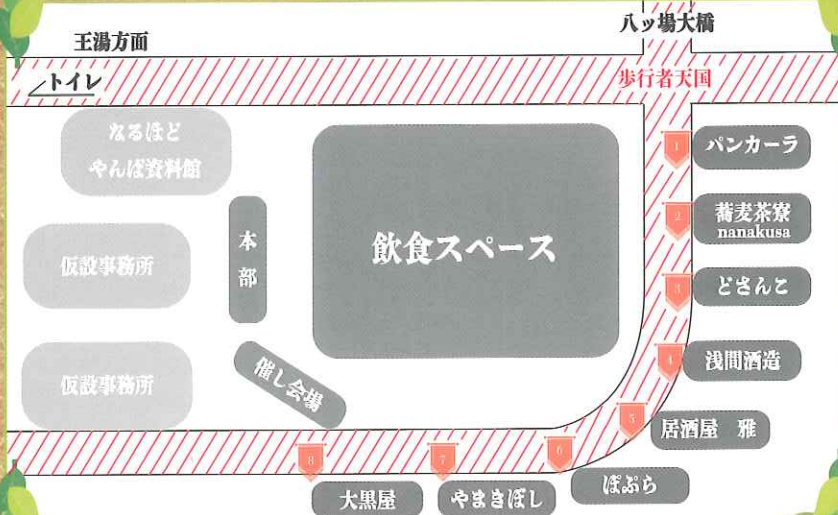 八ッ場大橋
王湯方面
トイレ
歩行者天国
なるほど
やんば資料館
1
パンカーラ
2
蕎麦茶寮
nanakusa
飲食スペース
本部
仮設事務所
3
どさんこ
4
浅間酒造
仮設事務所
催し会場
5
居酒屋 雅
6
ぽぷら
7
やまきぼし
8
大黒屋